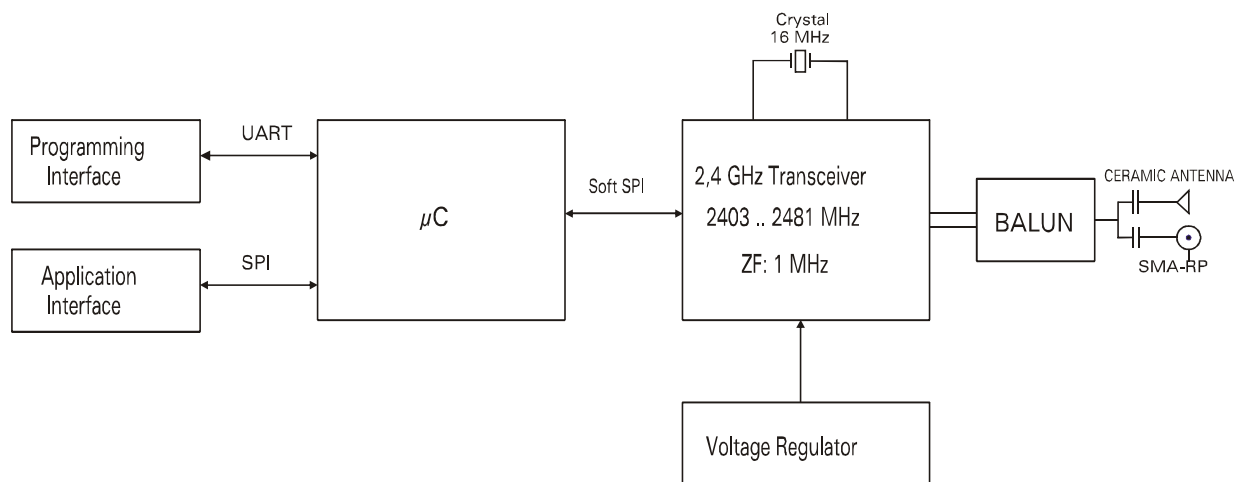 Crystal
16 MHz
Programming
Interface
UART
µC
Soft SPI
2,4 GHz Transceiver
2403 .. 2481 MHz
ZF: 1 MHz
BALUN
CERAMIC ANTENNA
SMA-RP
Application
Interface
SPI
Voltage Regulator